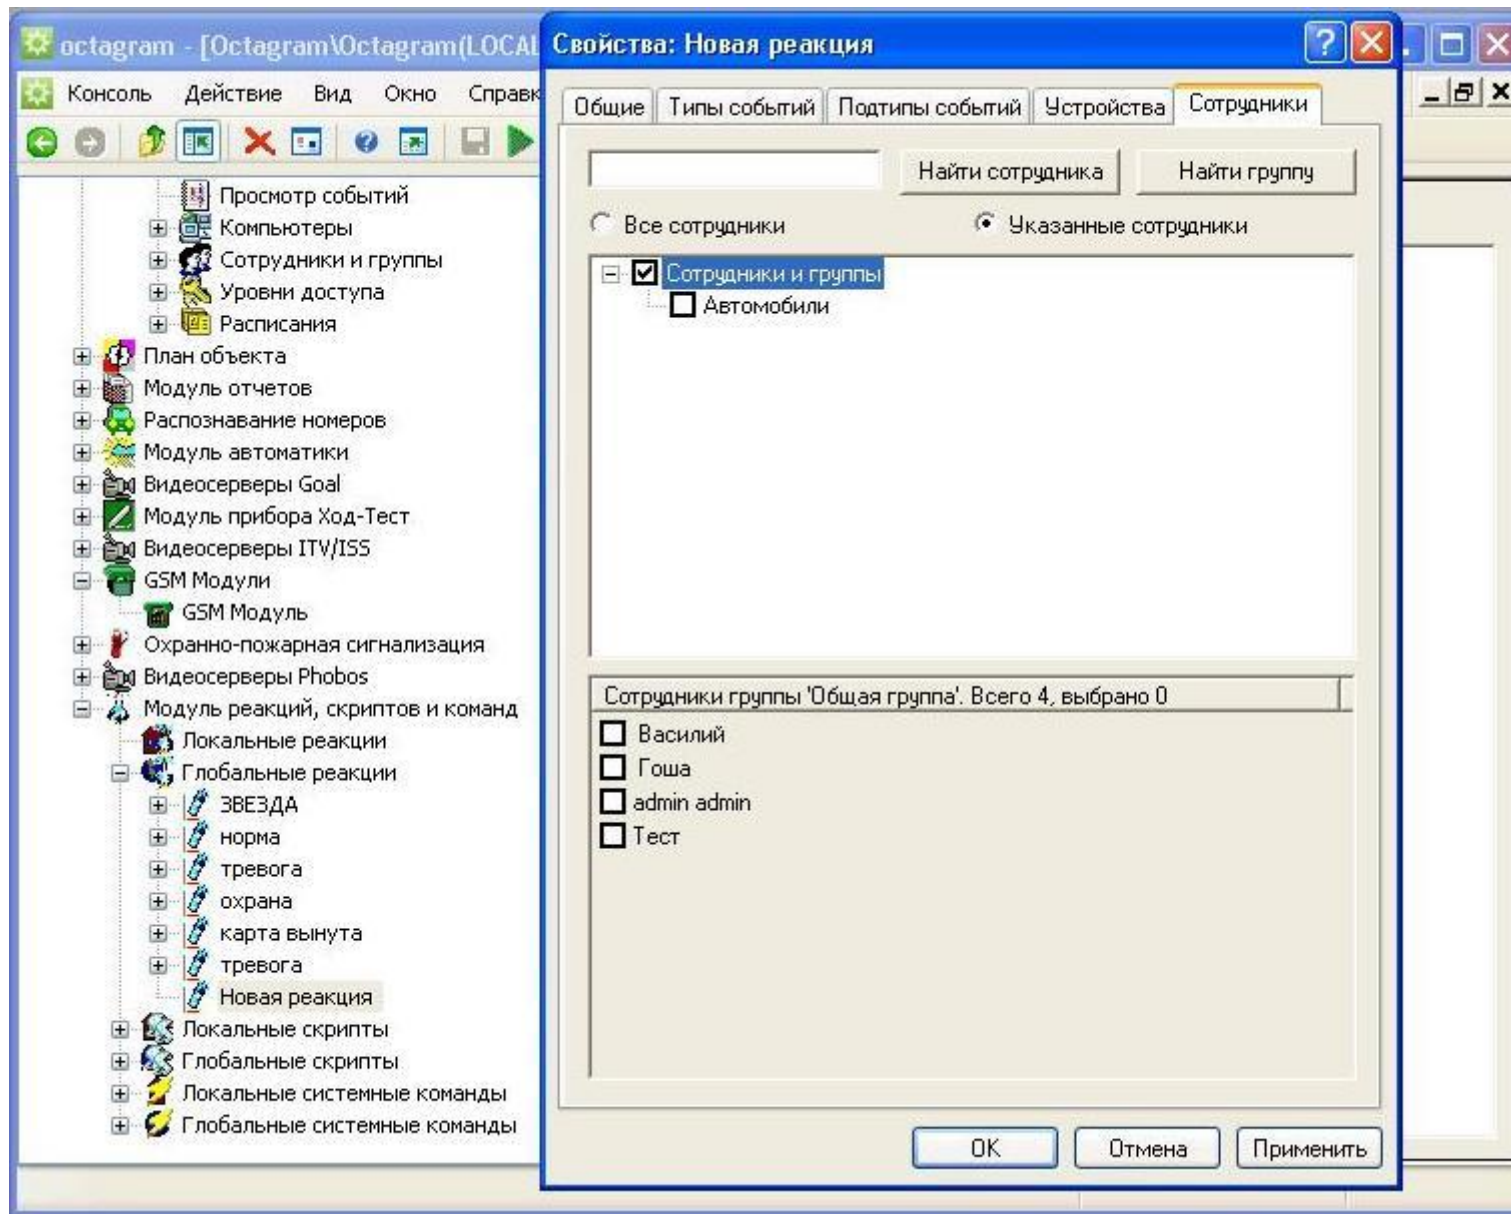 octagram - [Octagram\Octagram(LOCAL
Консоль Действие Вид Окно Справк
Просмотр событий
Компьютеры
Сотрудники и группы
Уровни доступа
Расписания
План объекта
Модуль отчетов
Распознавание номеров
Модуль автоматики
Видеосерверы Goal
Модуль прибора Ход-Тест
Видеосерверы ITV/ISS
GSM Модули
GSM Модуль
Охранно-пожарная сигнализация
Видеосерверы Phobos
Модуль реакций, скриптов и команд
Локальные реакции
Глобальные реакции
ЗВЕЗДА
норма
тревога
охрана
карта вынута
тревога
Новая реакция
Локальные скрипты
Глобальные скрипты
Локальные системные команды
Глобальные системные команды
Свойства: Новая реакция
Общие Типы событий Подтипы событий Устройства Сотрудники
Найти сотрудника Найти группу
Все сотрудники Указанные сотрудники
Сотрудники и группы
Автомобили
Сотрудники группы 'Общая группа'. Всего 4, выбрано 0
Василий
Гоша
admin admin
Тест
OK Отмена Применить